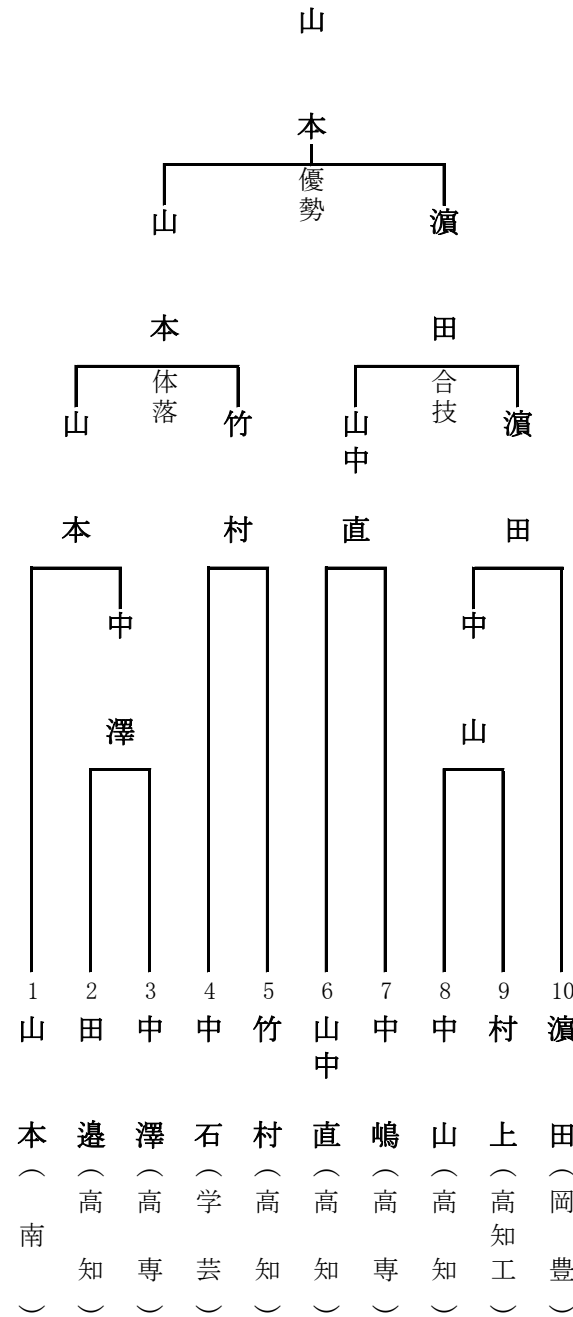 山本
優勢
山本
濵田
体落
合技
山本
竹村
山中直
濵田
中澤
中山
1 2 3 4 5 6 7 8 9 10
山本（南）
田邉（高知）
中澤（高専）
中石（学芸）
竹村（高知）
山中直（高知）
中嶋（高専）
中山（高知）
村上（高知工）
濵田（岡豊）